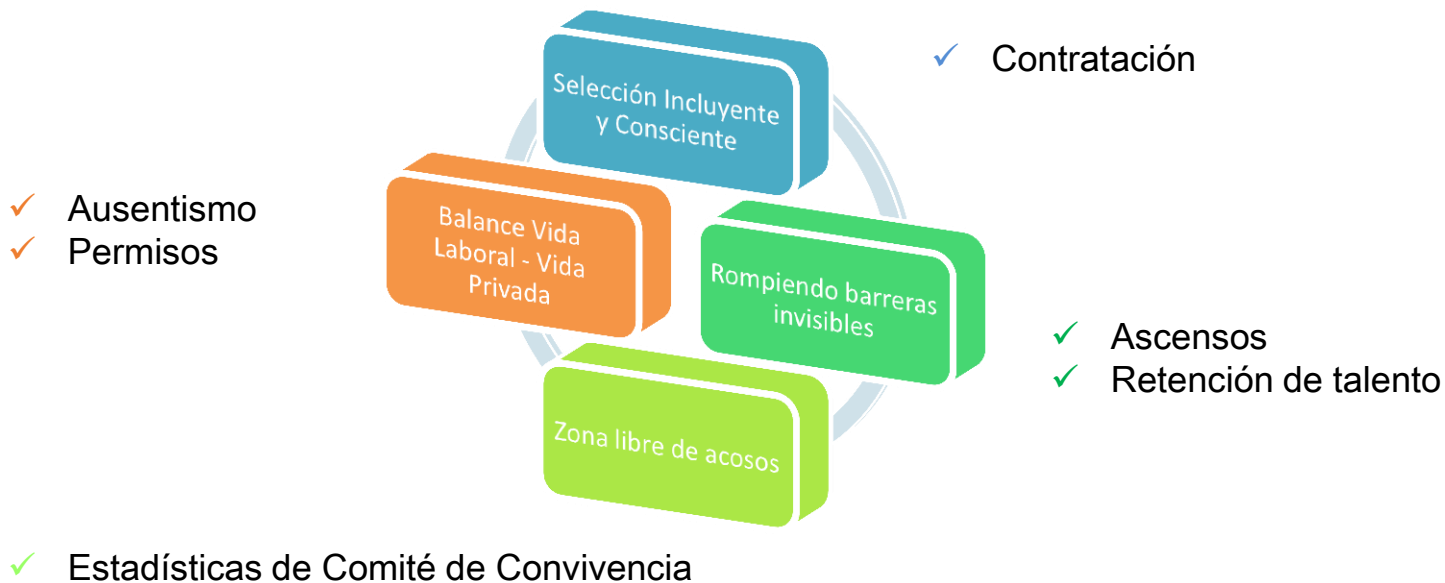 Selección Incluyente
y Consciente
Contratación
Ausentismo
Permisos
Balance Vida
Laboral - Vida
Privada
Rompiendo barreras
invisibles
Ascensos
Retención de talento
Zona libre de acosos
Estadísticas de Comité de Convivencia